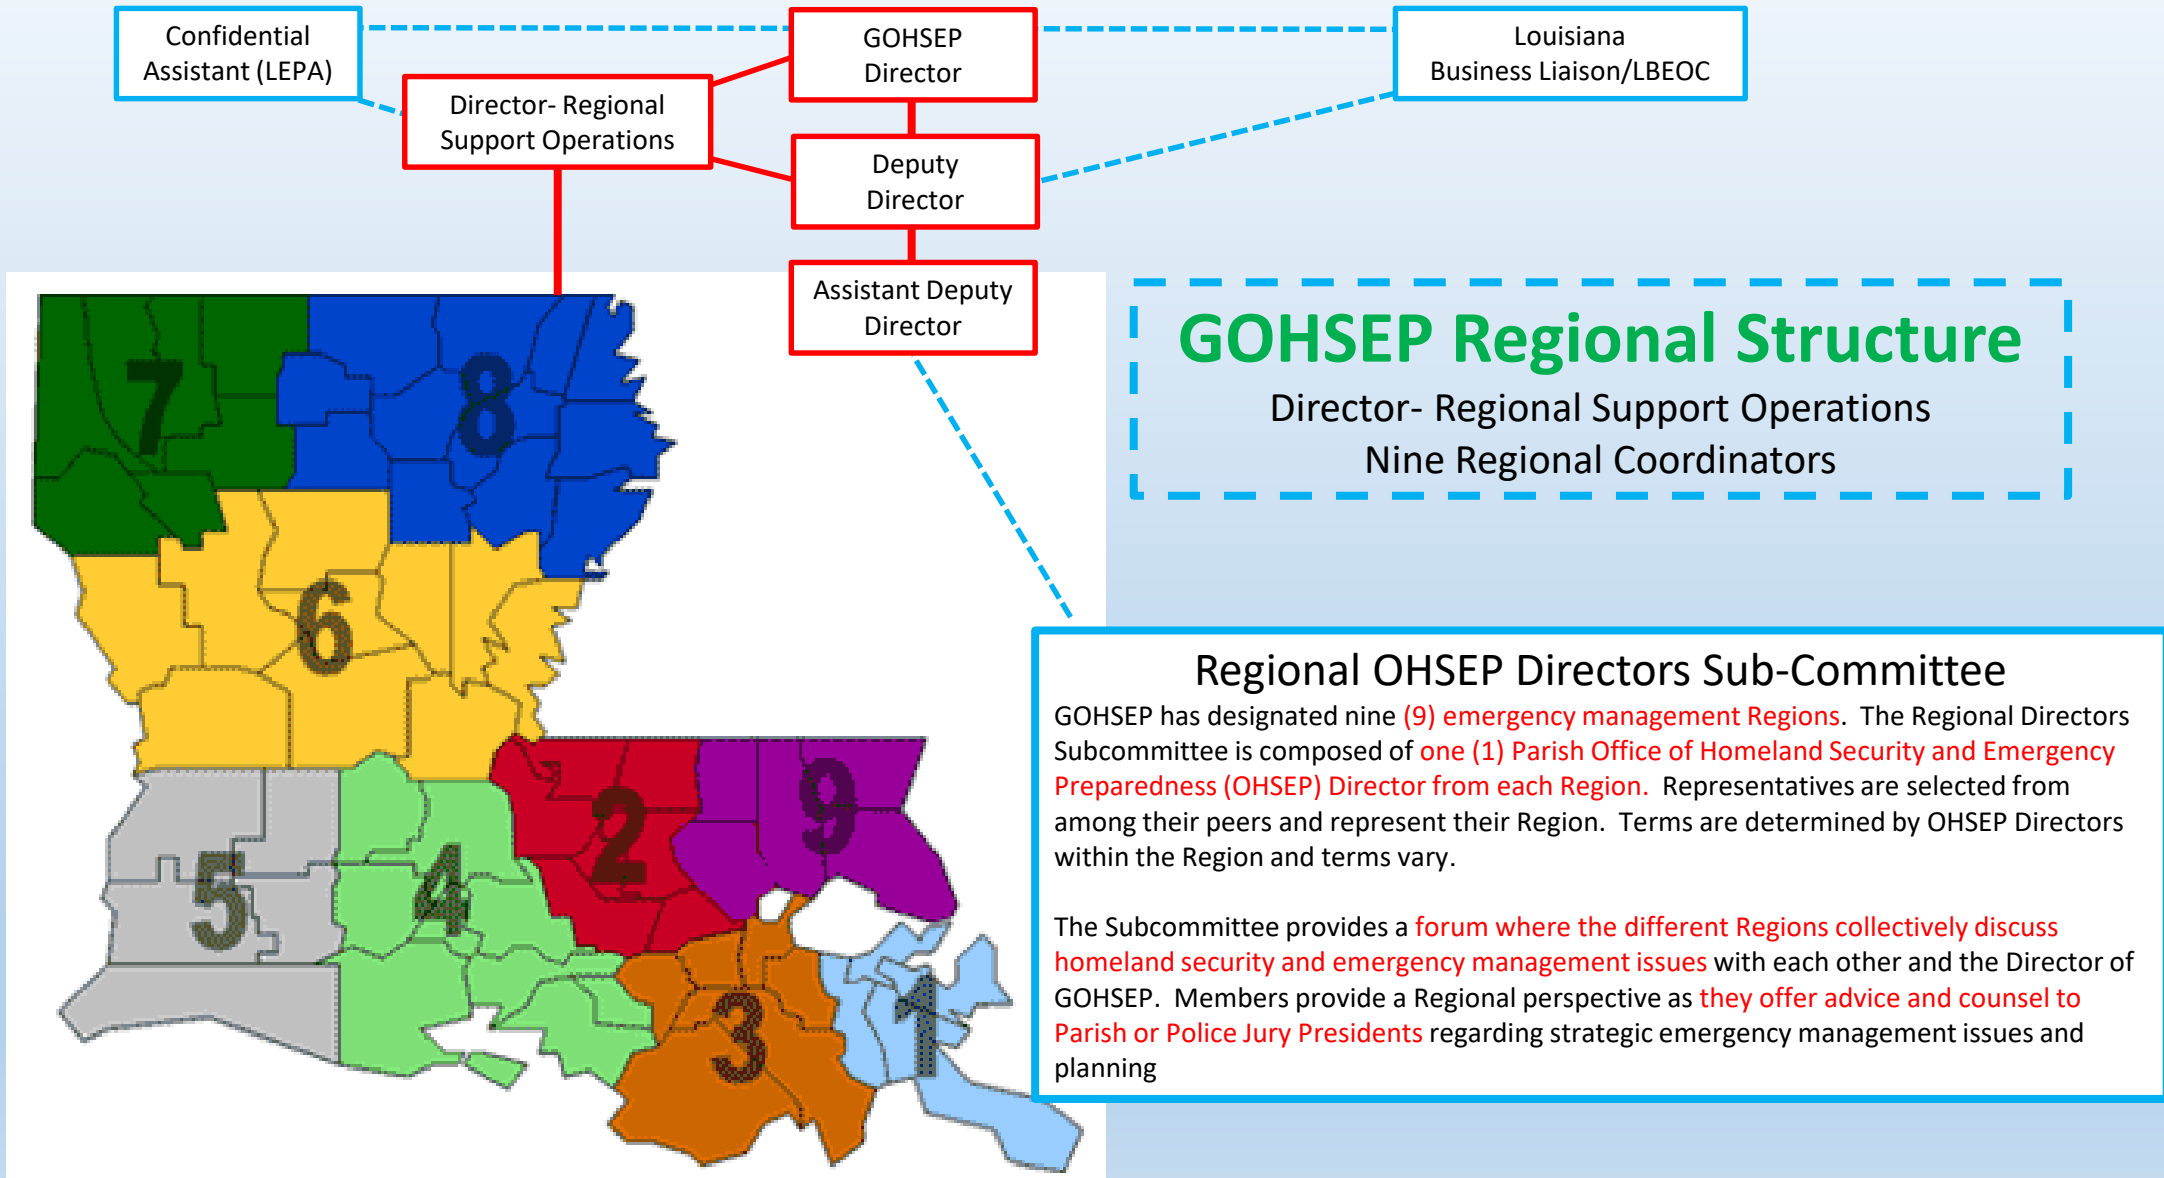 Confidential
Assistant (LEPA)
GOHSEP
Director
Louisiana
Business Liaison/LBEOC
Director- Regional
Support Operations
Deputy
Director
Assistant Deputy
Director
GOHSEP Regional Structure
Director- Regional Support Operations
Nine Regional Coordinators
7
8
6
5
4
2
9
3
1
Regional OHSEP Directors Sub-Committee
GOHSEP has designated nine (9) emergency management Regions.  The Regional Directors
Subcommittee is composed of one (1) Parish Office of Homeland Security and Emergency
Preparedness (OHSEP) Director from each Region.  Representatives are selected from
among their peers and represent their Region.  Terms are determined by OHSEP Directors
within the Region and terms vary.
The Subcommittee provides a forum where the different Regions collectively discuss
homeland security and emergency management issues with each other and the Director of
GOHSEP.  Members provide a Regional perspective as they offer advice and counsel to
Parish or Police Jury Presidents regarding strategic emergency management issues and
planning